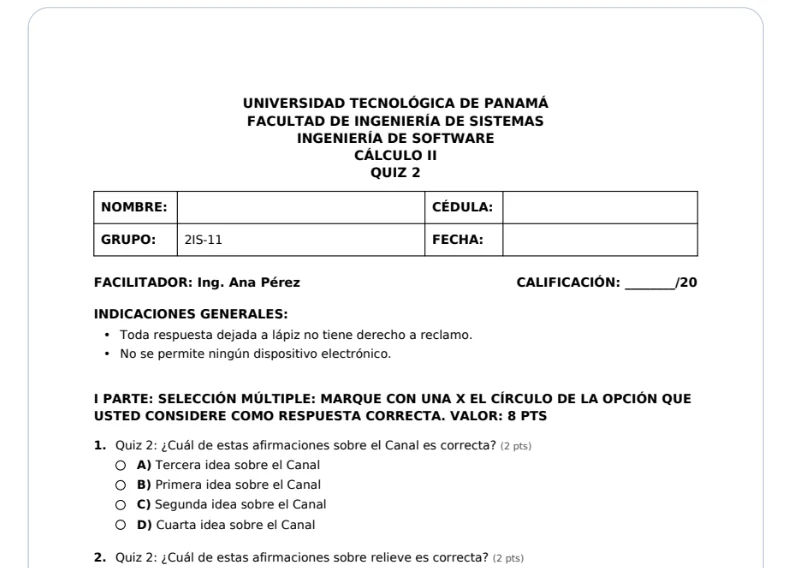 UNIVERSIDAD TECNOLÓGICA DE PANAMÁ
FACULTAD DE INGENIERÍA DE SISTEMAS
INGENIERÍA DE SOFTWARE
CÁLCULO II
QUIZ 2
NOMBRE: CÉDULA:
GRUPO: 2IS-11 FECHA:
FACILITADOR: Ing. Ana Pérez CALIFICACIÓN: ________/20
INDICACIONES GENERALES:
• Toda respuesta dejada a lápiz no tiene derecho a reclamo.
• No se permite ningún dispositivo electrónico.
I PARTE: SELECCIÓN MÚLTIPLE: MARQUE CON UNA X EL CÍRCULO DE LA OPCIÓN QUE
USTED CONSIDERE COMO RESPUESTA CORRECTA. VALOR: 8 PTS
1. Quiz 2: ¿Cuál de estas afirmaciones sobre el Canal es correcta? (2 pts)
A) Tercera idea sobre el Canal
B) Primera idea sobre el Canal
C) Segunda idea sobre el Canal
D) Cuarta idea sobre el Canal
2. Quiz 2: ¿Cuál de estas afirmaciones sobre relieve es correcta? (2 pts)